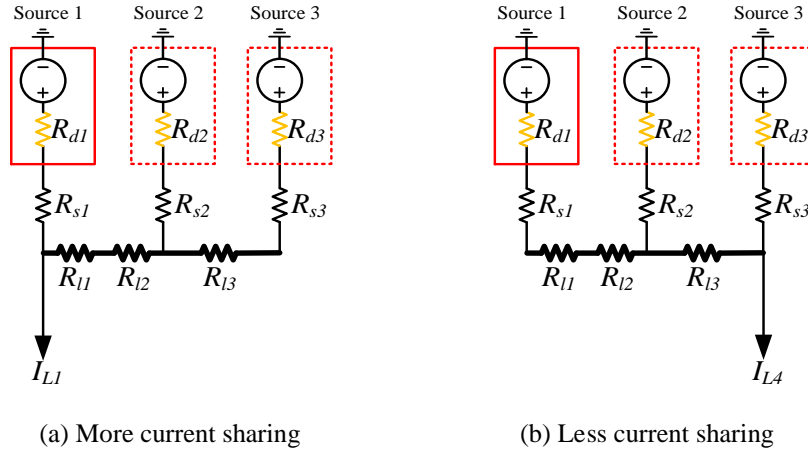 Source 1 Source 2 Source 3 Source 1 Source 2 Source 3
− − − − − −
+ + + + + +
Rd1 Rd2 Rd3 Rd1 Rd2 Rd3
Rs1 Rs2 Rs3 Rs1 Rs2 Rs3
Rl1 Rl2 Rl3 Rl1 Rl2 Rl3
IL1 IL4
(a) More current sharing (b) Less current sharing